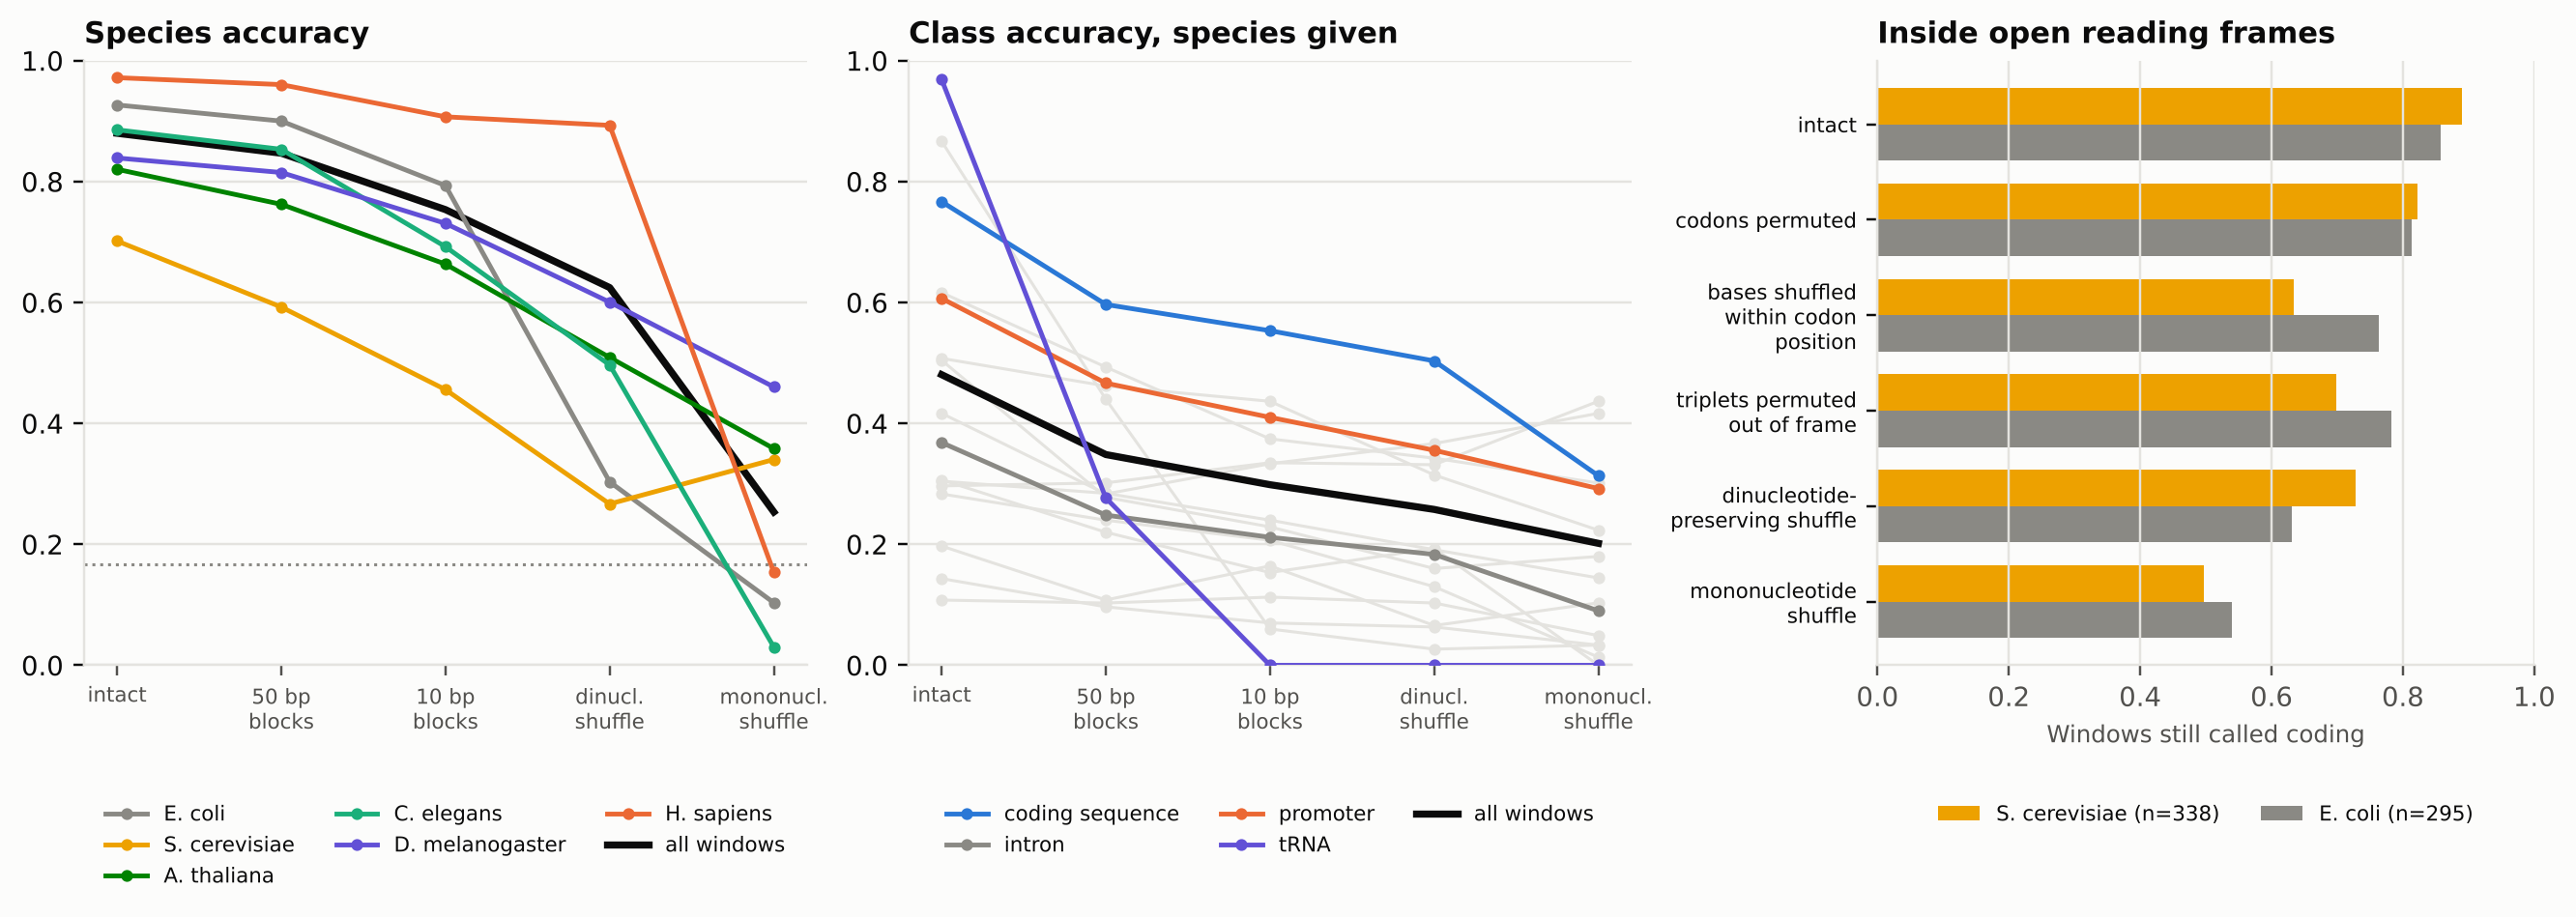 Species accuracy
1.0
0.8
0.6
0.4
0.2
0.0
intact
50 bp
blocks
10 bp
blocks
dinucl.
shuffle
mononucl.
shuffle
E. coli
S. cerevisiae
A. thaliana
C. elegans
D. melanogaster
H. sapiens
all windows
Class accuracy, species given
1.0
0.8
0.6
0.4
0.2
0.0
intact
50 bp
blocks
10 bp
blocks
dinucl.
shuffle
mononucl.
shuffle
coding sequence
intron
promoter
tRNA
all windows
Inside open reading frames
intact
codons permuted
bases shuffled
within codon
position
triplets permuted
out of frame
dinucleotide-
preserving shuffle
mononucleotide
shuffle
0.0
0.2
0.4
0.6
0.8
1.0
Windows still called coding
S. cerevisiae (n=338)
E. coli (n=295)